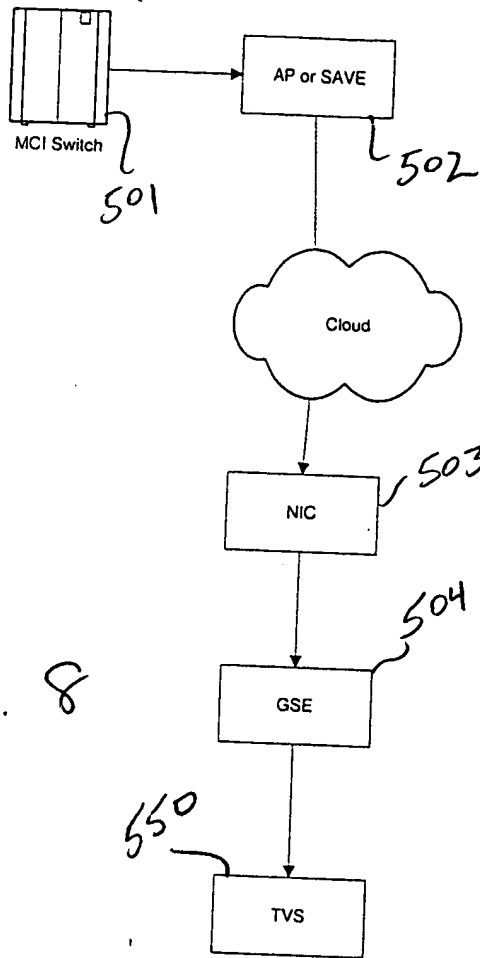 AP or SAVE
MCI Switch
502
501
Cloud
503
NIC
504
GSE
. 8
550
TVS